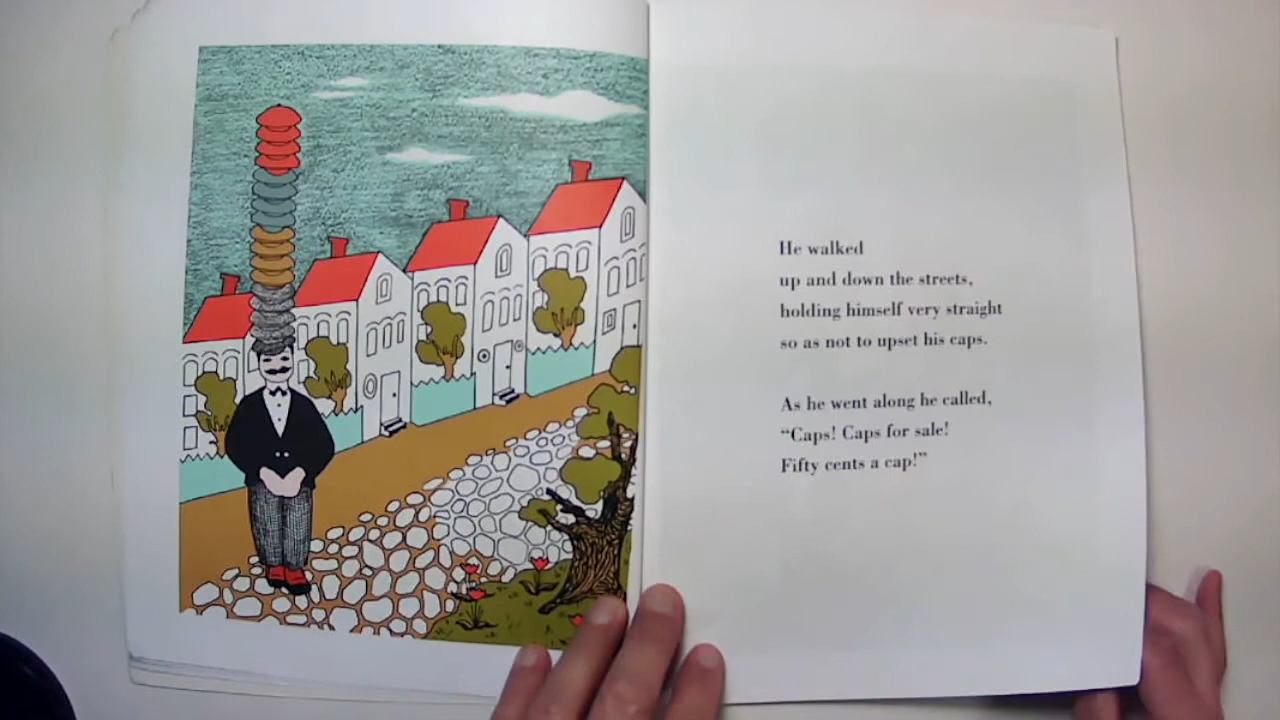 He walked
up and down the streets,
holding himself very straight
so as not to upset his caps.
As he went along he called,
“Caps! Caps for sale!
Fifty cents a cap!”